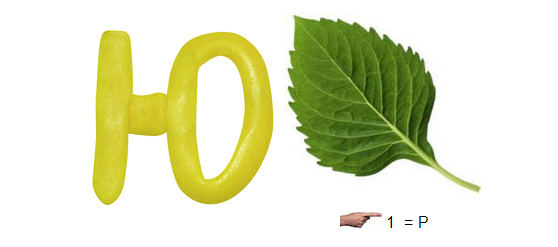 Ю
1 = Р